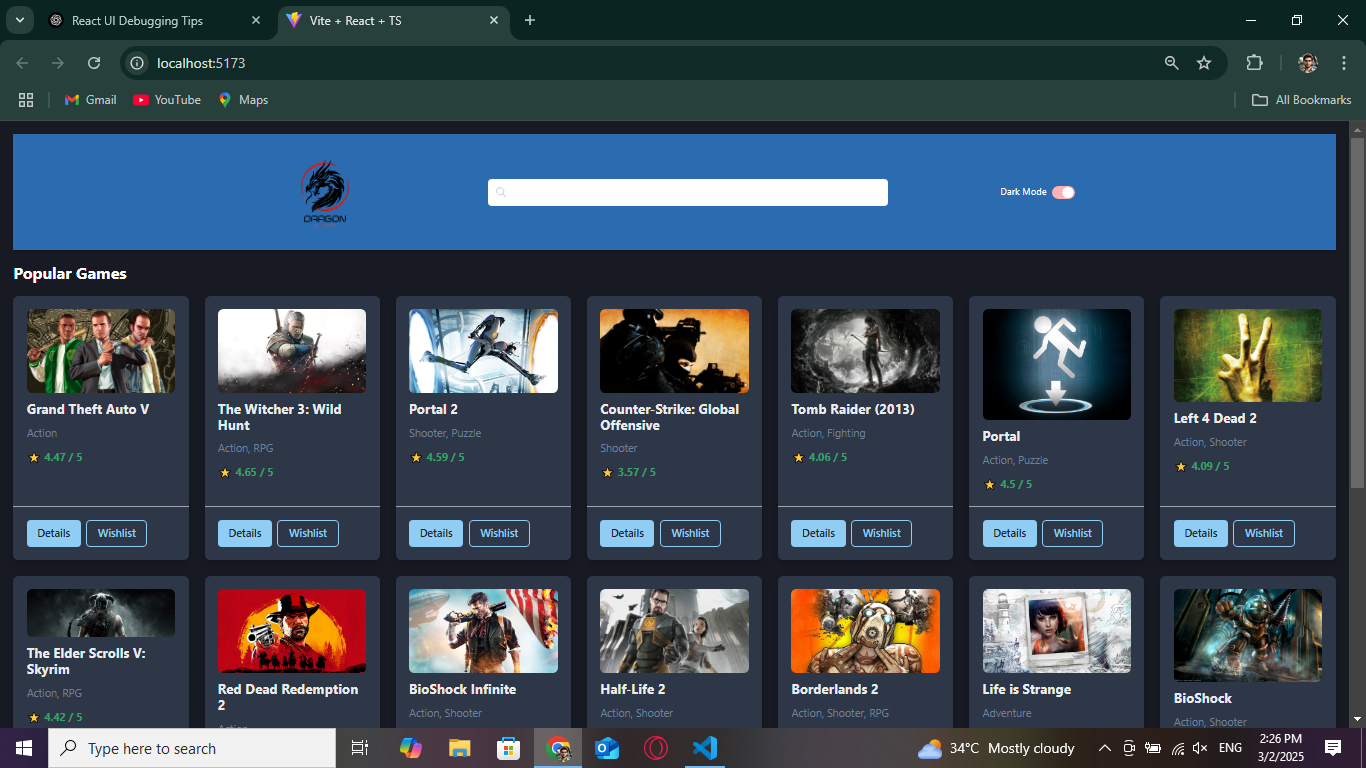 React UI Debugging Tips
Vite + React + TS
localhost:5173
Gmail
YouTube
Maps
All Bookmarks
DRAGON
Dark Mode
Popular Games
Grand Theft Auto V
Action
4.47 / 5
Details
Wishlist
The Witcher 3: Wild
Hunt
Action, RPG
4.65 / 5
Details
Wishlist
Portal 2
Shooter, Puzzle
4.59 / 5
Details
Wishlist
Counter-Strike: Global
Offensive
Shooter
3.57 / 5
Details
Wishlist
Tomb Raider (2013)
Action, Fighting
4.06 / 5
Details
Wishlist
Portal
Action, Puzzle
4.5 / 5
Details
Wishlist
Left 4 Dead 2
Action, Shooter
4.09 / 5
Details
Wishlist
The Elder Scrolls V:
Skyrim
Action, RPG
4.42 / 5
Red Dead Redemption
2
Action
BioShock Infinite
Action, Shooter
Half-Life 2
Action, Shooter
Borderlands 2
Action, Shooter, RPG
Life is Strange
Adventure
BioShock
Action, Shooter
Type here to search
34°C Mostly cloudy
ENG
2:26 PM
3/2/2025